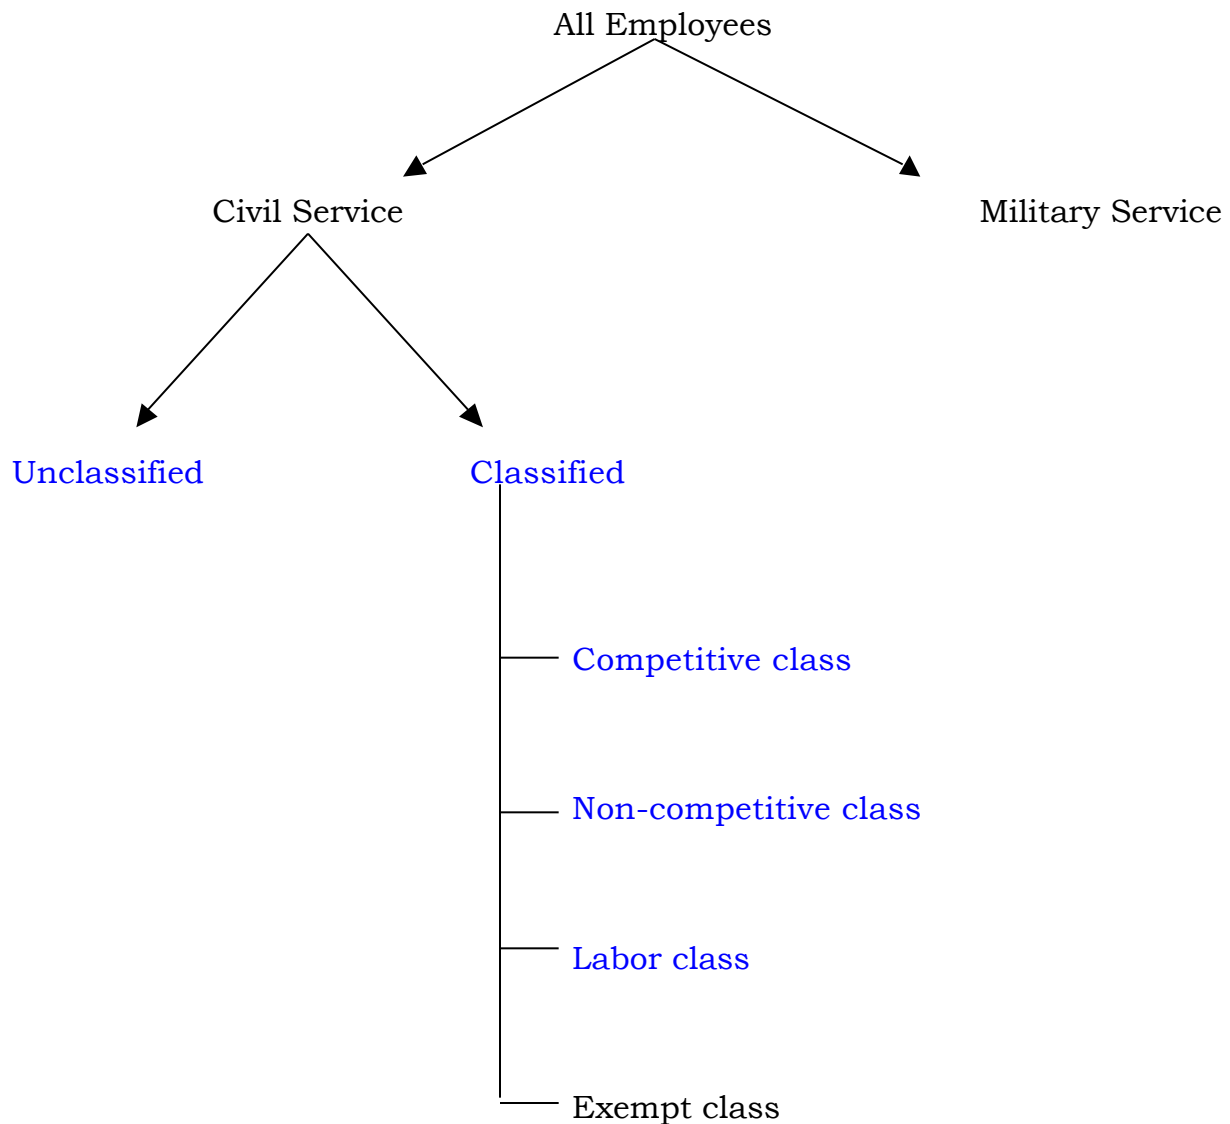 All Employees
Civil Service
Military Service
Unclassified
Classified
Competitive class
Non-competitive class
Labor class
Exempt class